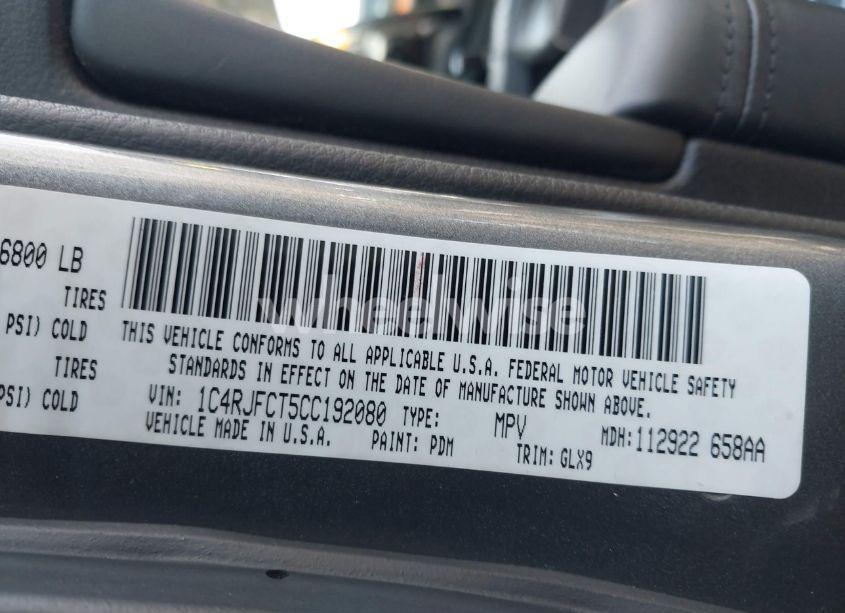 6800 LB
TIRES
PSI) COLD
TIRES
PSI) COLD
THIS VEHICLE CONFORMS TO ALL APPLICABLE U.S.A. FEDERAL MOTOR VEHICLE SAFETY
STANDARDS IN EFFECT ON THE DATE OF MANUFACTURE SHOWN ABOVE.
VIN: 1C4RJFCT5CC192080 TYPE: MPV MDH:112922 658AA
VEHICLE MADE IN U.S.A. PAINT: PDM TRIM: GLX9
wheelwise